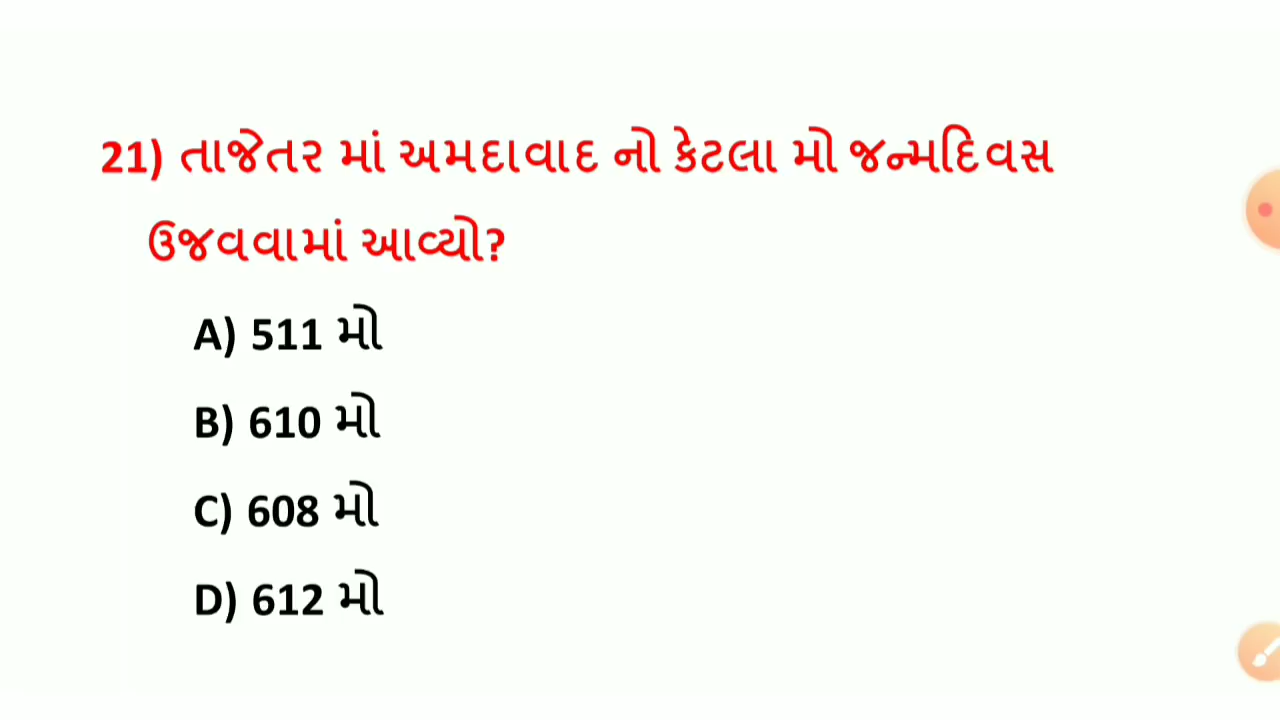 21) તાજેતર માં અમદાવાદ નો કેટલા મો જન્મદિવસ
ઉજવવામાં આવ્યો?
A) 511 મો
B) 610 મો
C) 608 મો
D) 612 મો